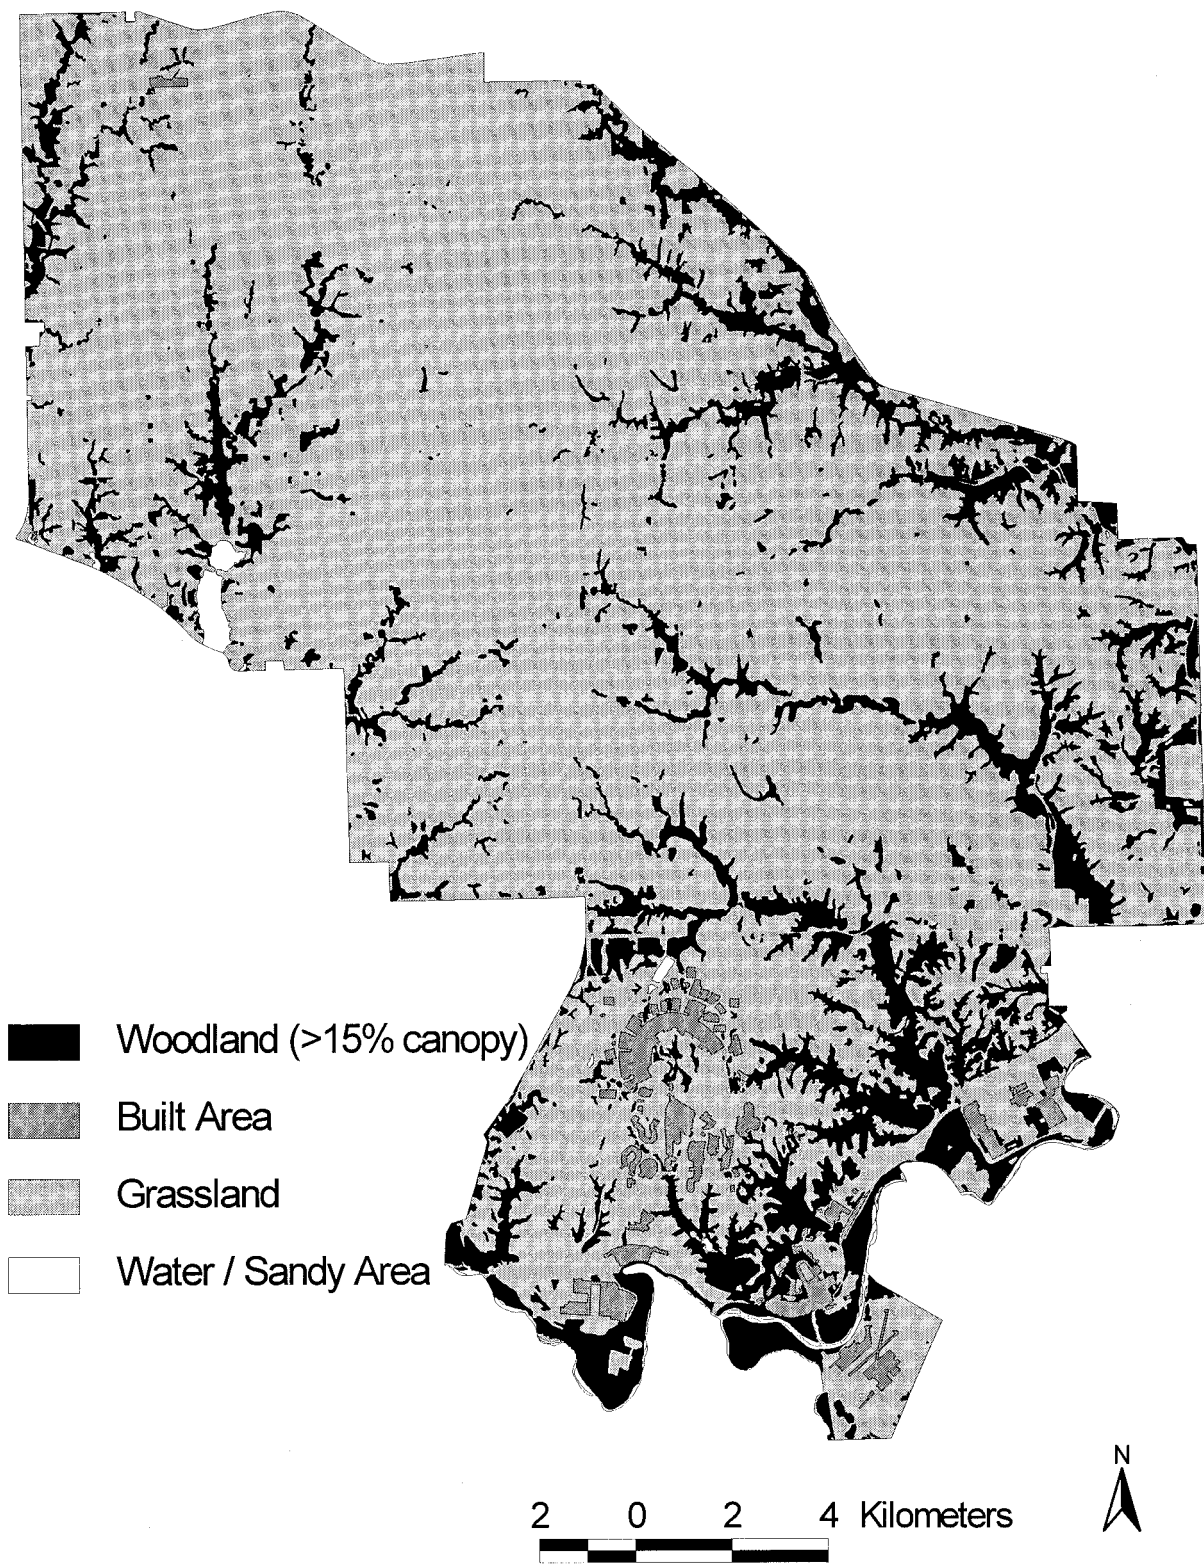 Woodland (>15% canopy)
Built Area
Grassland
Water / Sandy Area
N
2 0 2 4 Kilometers